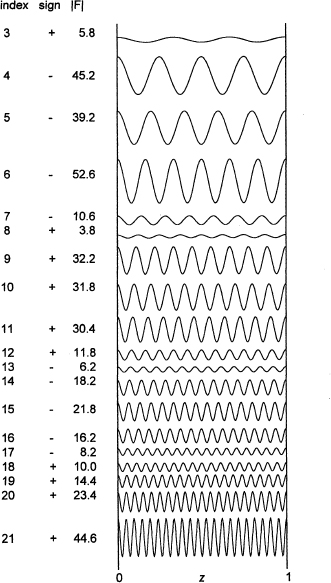 index sign |F|
3 + 5.8
4 - 45.2
5 - 39.2
6 - 52.6
7 - 10.6
8 + 3.8
9 + 32.2
10 + 31.8
11 + 30.4
12 + 11.8
13 - 6.2
14 - 18.2
15 - 21.8
16 - 16.2
17 - 8.2
18 + 10.0
19 + 14.4
20 + 23.4
21 + 44.6
0 z 1